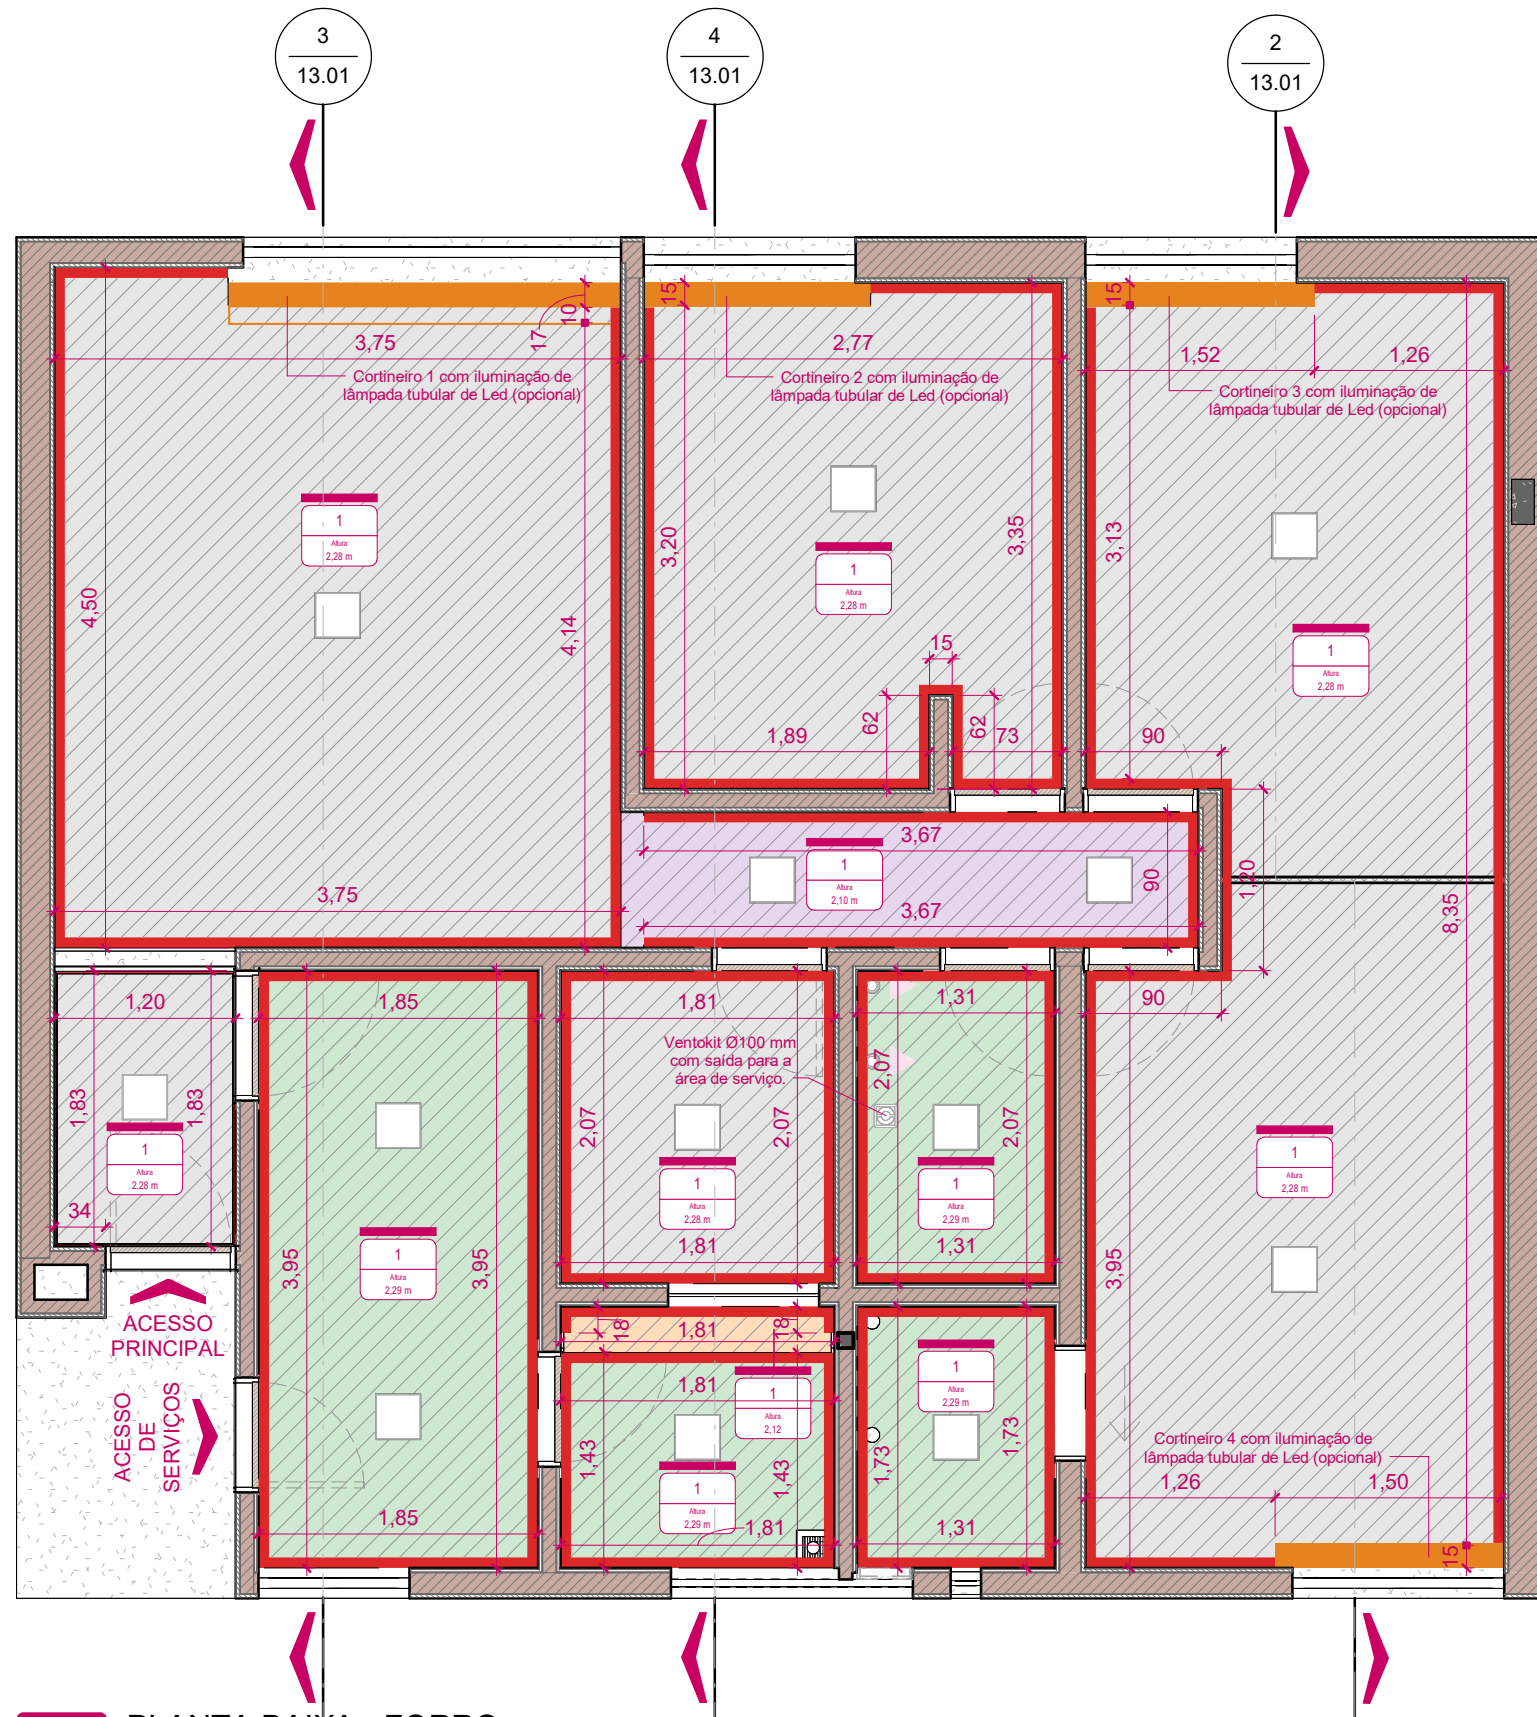 3
13.01
4
13.01
2
13.01
15
15
10
17
3,75
2,77
1,52
1,26
Cortineiro 1 com iluminação de
lâmpada tubular de Led (opcional)
Cortineiro 2 com iluminação de
lâmpada tubular de Led (opcional)
Cortineiro 3 com iluminação de
lâmpada tubular de Led (opcional)
1
Altura
2,28 m
1
Altura
2,28 m
1
Altura
2,28 m
4,50
4,14
3,20
3,35
3,13
15
62
62
1,89
73
90
3,67
1
Altura
2,10 m
90
1,20
3,75
3,67
8,35
1,20
1,85
1,81
1,31
90
Ventokit Ø100 mm
com saída para a
área de serviço.
1,83
1,83
2,07
2,07
2,07
2,07
1
Altura
2,28 m
1
Altura
2,28 m
1
Altura
2,29 m
1
Altura
2,28 m
34
3,95
3,95
1
Altura
2,29 m
1,81
1,31
3,95
ACESSO
PRINCIPAL
18
1,81
18
1,81
1
Altura
2,12
1
Altura
2,29 m
ACESSO
DE
SERVIÇOS
1,43
1,43
1,73
1,73
Cortineiro 4 com iluminação de
lâmpada tubular de Led (opcional)
1,26
1,50
1
Altura
2,29 m
1,85
1,81
1,31
15
PLANTA BAIXA - FORRO